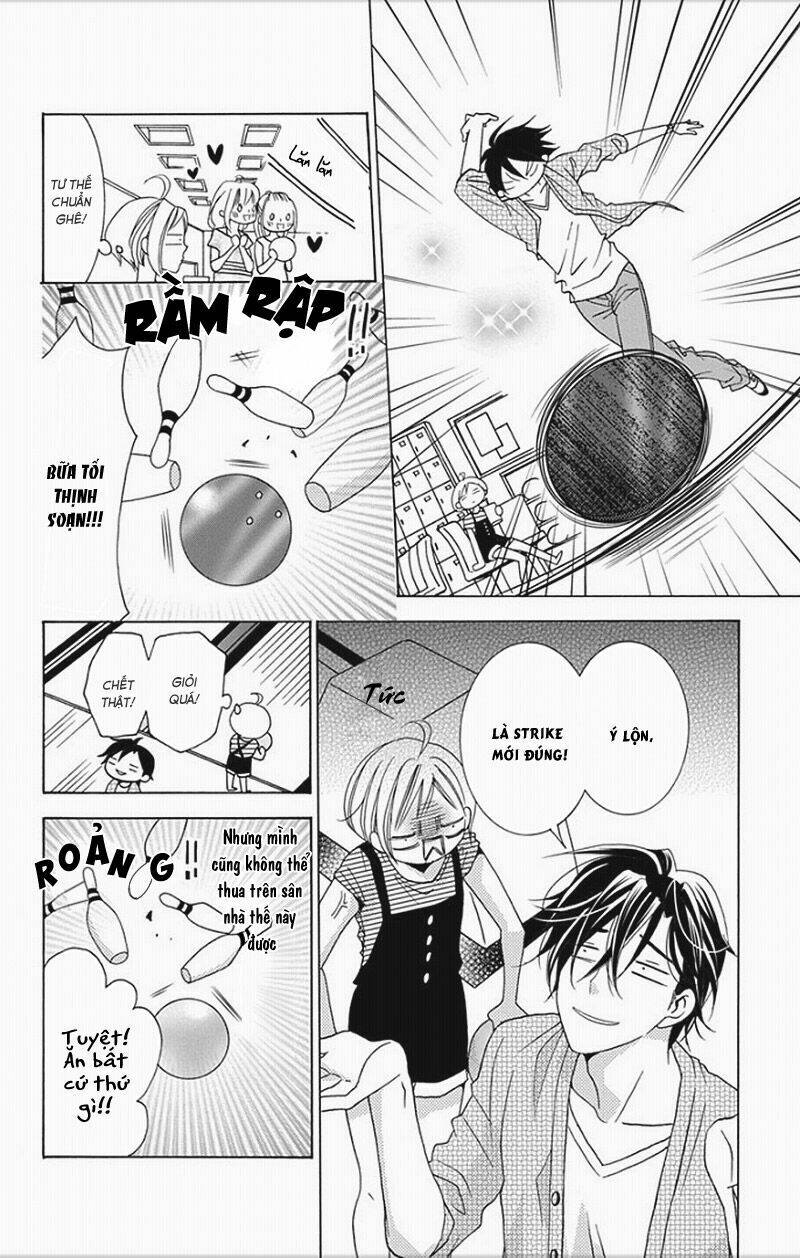 TƯ THẾ
CHUẨN
GHÊ!
Lăn lăn
RẦM RẬP
!!
BỮA TỐI
THỊNH
SOẠN!!!
Ý LỘN,
LÀ STRIKE
MỚI ĐÚNG!
Tức
GIỎI
QUÁ!
CHẾT
THẬT!
ROẢNG!!
Nhưng mình
cũng không thể
thua trên sân
nhà thế này
được
Tuyệt!
Ăn bất
cứ thứ
gì!!